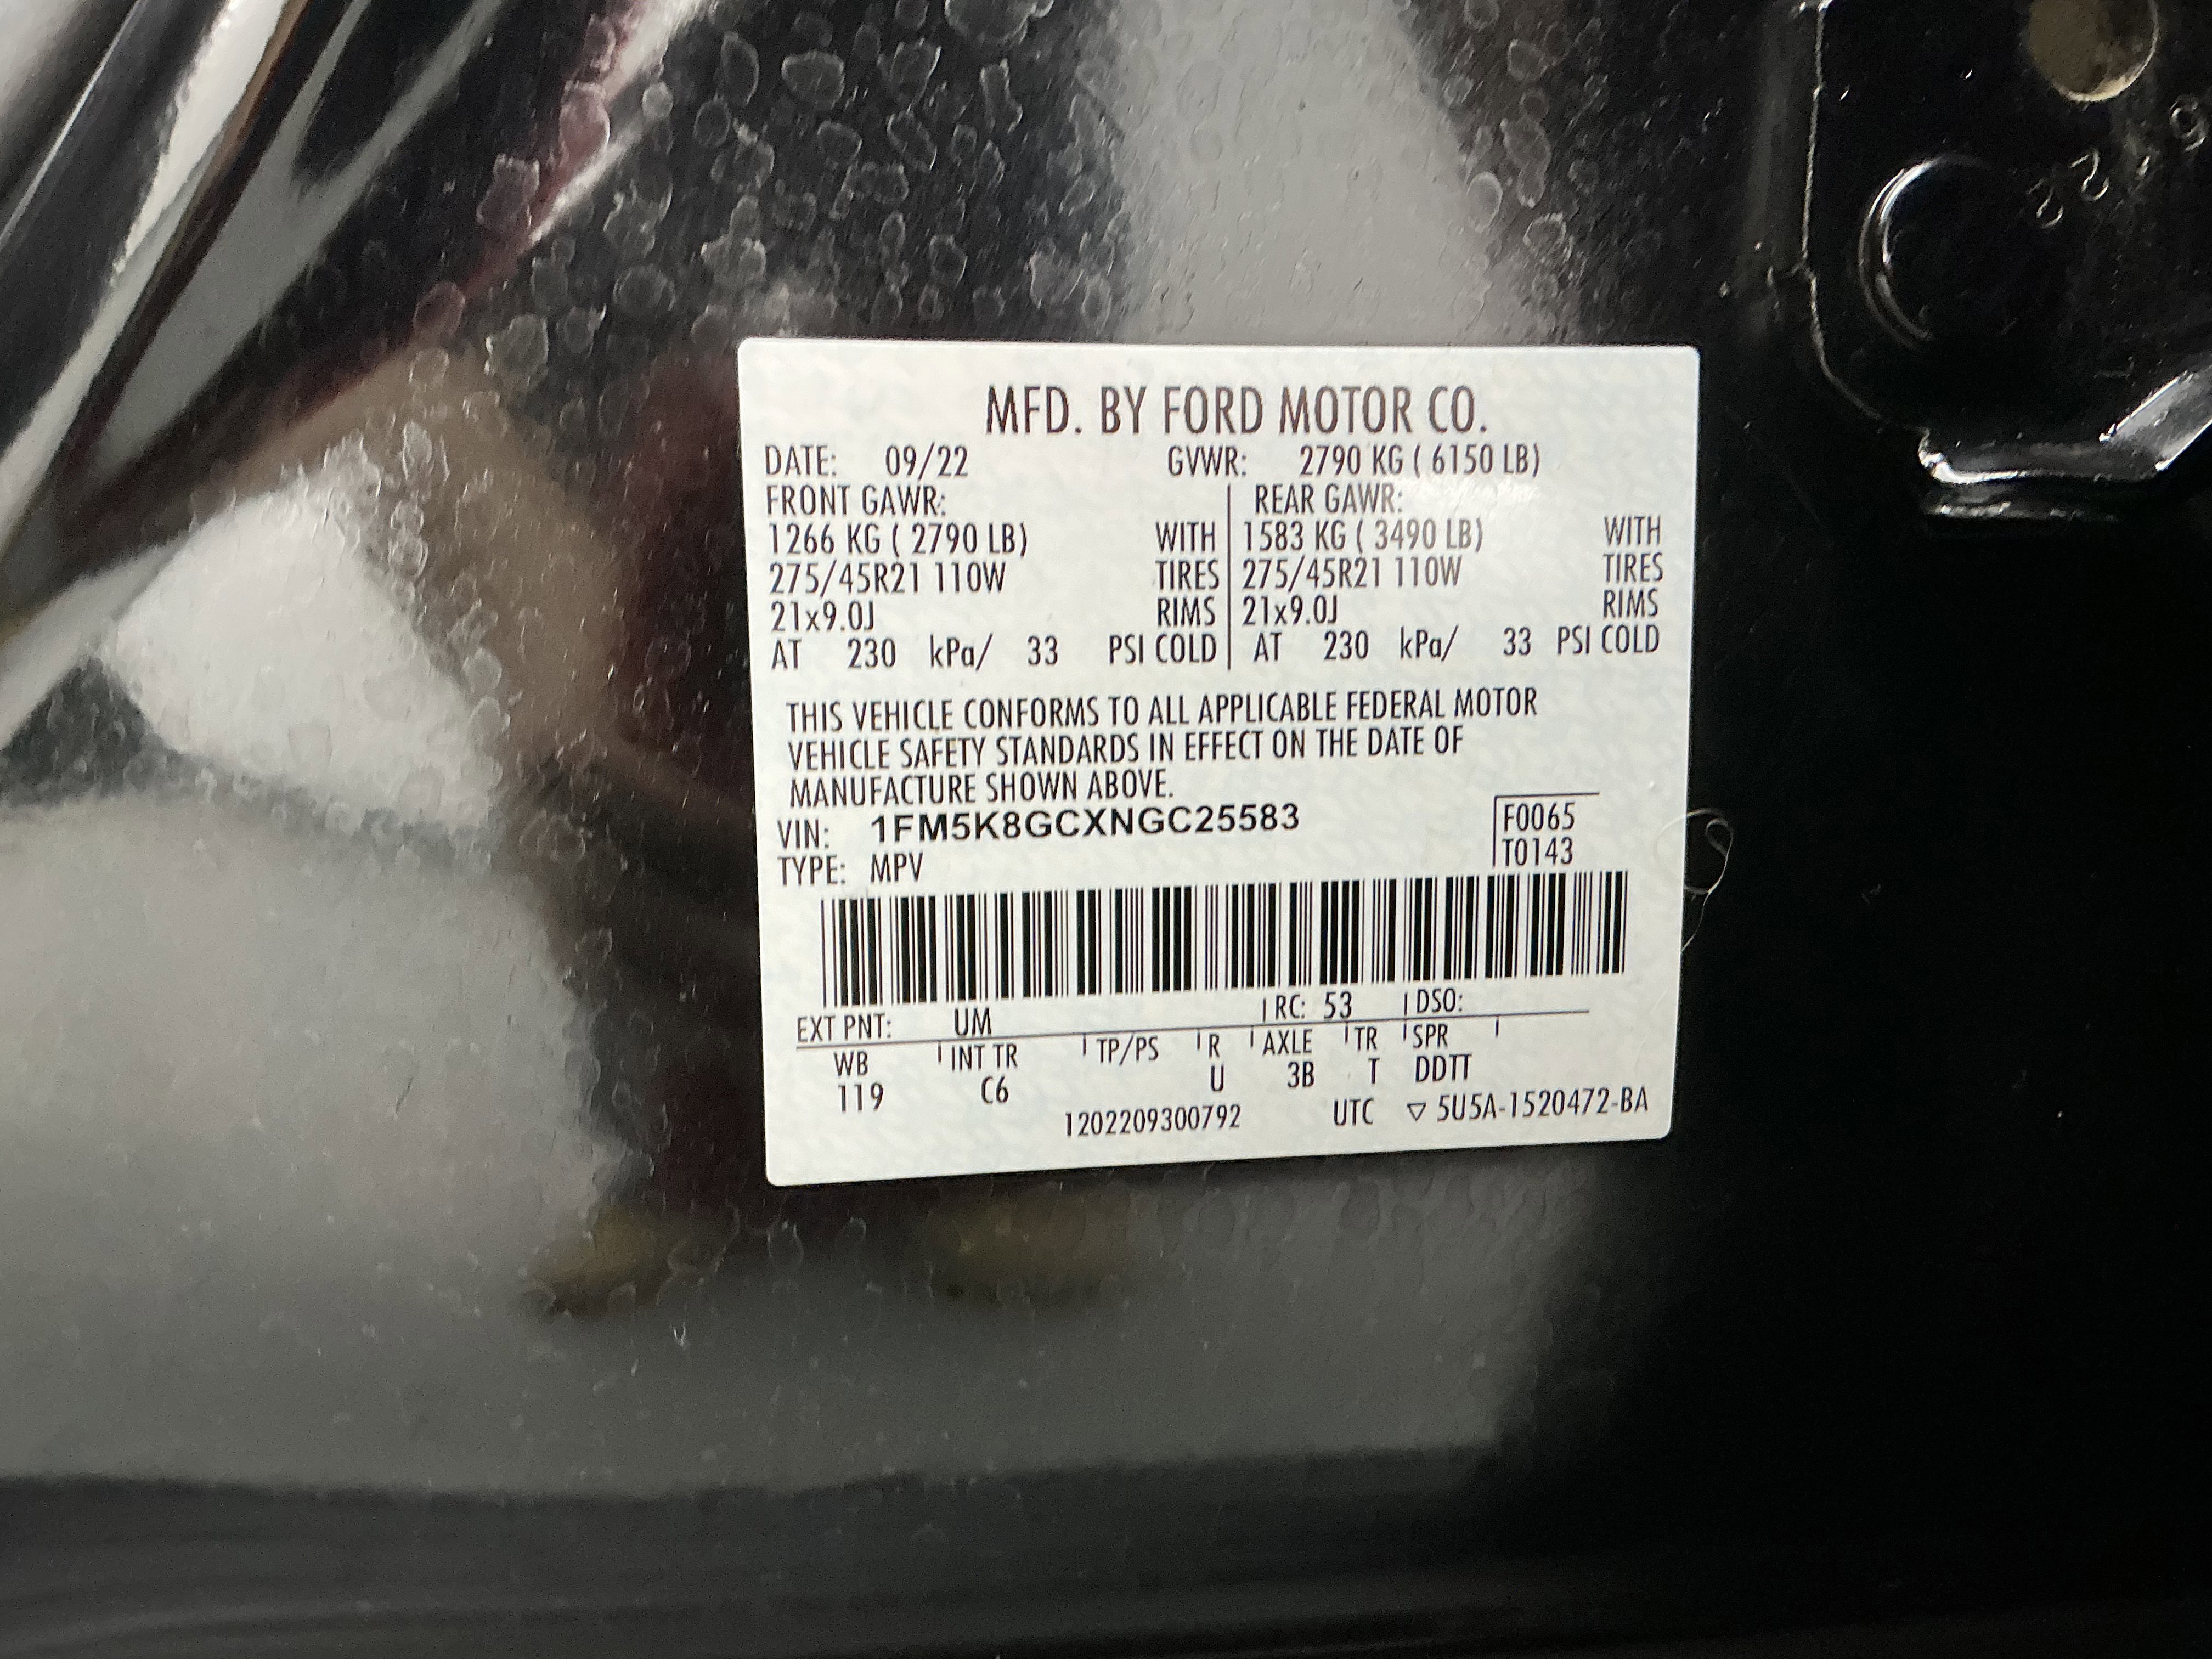 MFD. BY FORD MOTOR CO.
DATE: 09/22 GVWR: 2790 KG ( 6150 LB)
FRONT GAWR: REAR GAWR:
1266 KG ( 2790 LB) WITH 1583 KG ( 3490 LB) WITH
275/45R21 110W TIRES 275/45R21 110W TIRES
21x9.0J RIMS 21x9.0J RIMS
AT 230 kPa/ 33 PSI COLD AT 230 kPa/ 33 PSI COLD
THIS VEHICLE CONFORMS TO ALL APPLICABLE FEDERAL MOTOR
VEHICLE SAFETY STANDARDS IN EFFECT ON THE DATE OF
MANUFACTURE SHOWN ABOVE.
VIN: 1FM5K8GCXNGC25583 F0065
TYPE: MPV T0143
EXT PNT: UM RC: 53 DSO:
WB INT TR TP/PS R AXLE TR SPR
119 C6 U 3B T DDTT
1202209300792 UTC ▽ 5U5A-1520472-BA